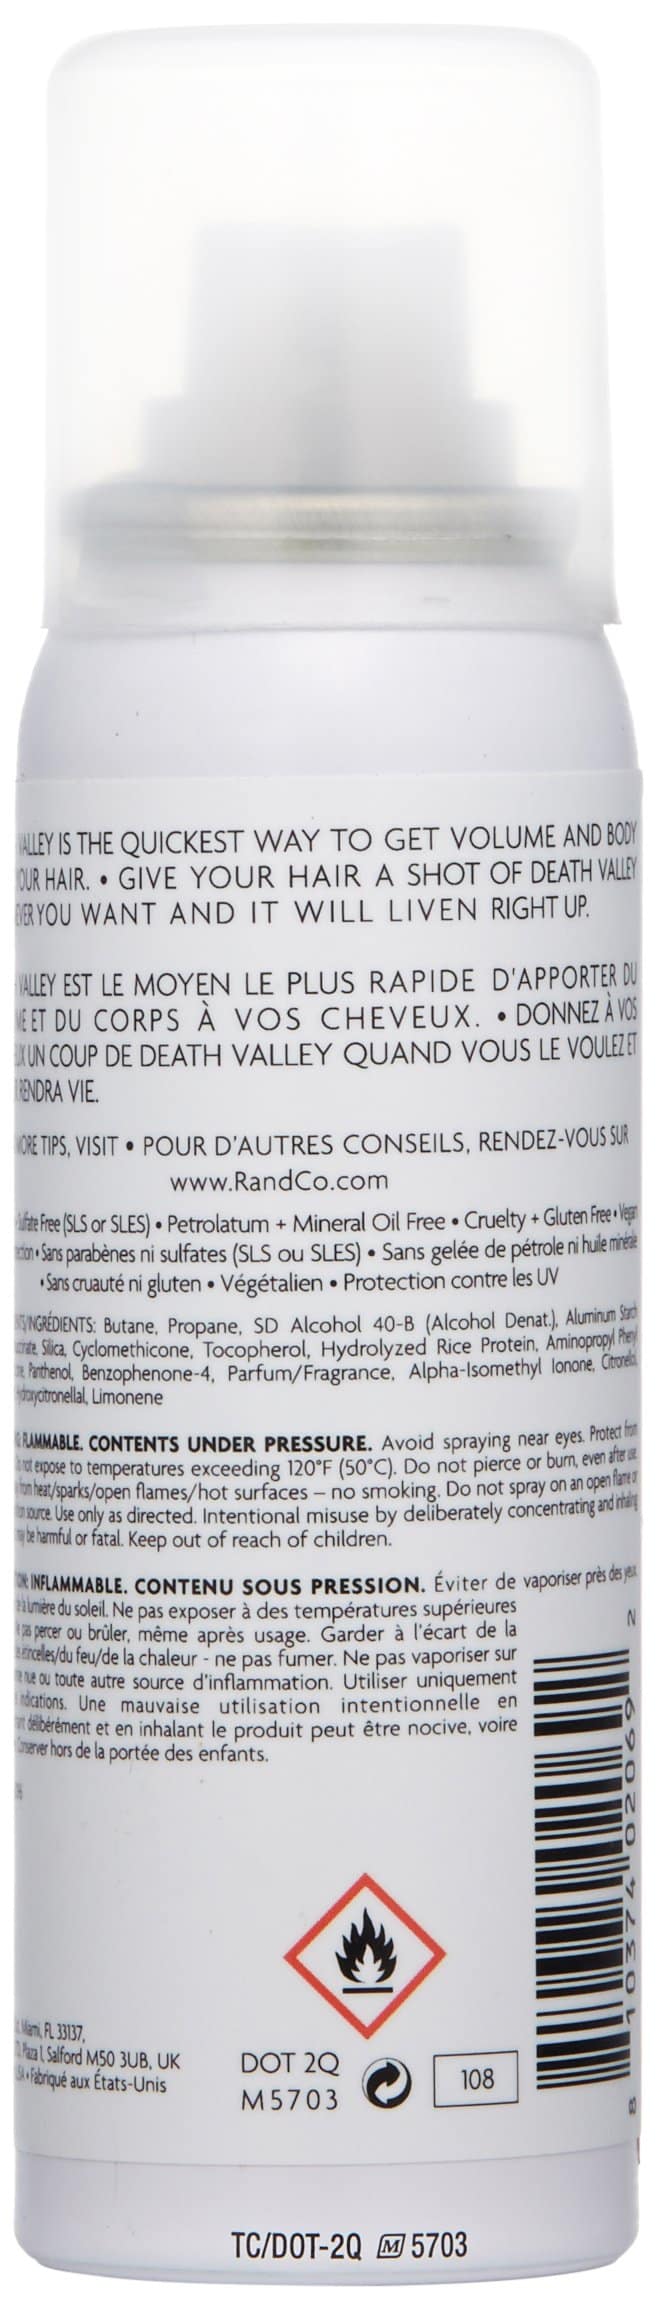 VALLEY IS THE QUICKEST WAY TO GET VOLUME AND BODY
OUR HAIR. • GIVE YOUR HAIR A SHOT OF DEATH VALLEY
EVER YOU WANT AND IT WILL LIVEN RIGHT UP.
VALLEY EST LE MOYEN LE PLUS RAPIDE D'APPORTER DU
ME ET DU CORPS À VOS CHEVEUX. • DONNEZ À VOS
UX UN COUP DE DEATH VALLEY QUAND VOUS LE VOULEZ ET
RENDRA VIE.
MORE TIPS, VISIT • POUR D'AUTRES CONSEILS, RENDEZ-VOUS SUR
www.RandCo.com
Sulfate Free (SLS or SLES) • Petrolatum + Mineral Oil Free • Cruelty + Gluten Free • Vegan
ction • Sans parabènes ni sulfates (SLS ou SLES) • Sans gelée de pétrole ni huile minérale
• Sans cruauté ni gluten • Végétalien • Protection contre les UV
TS/INGRÉDIENTS: Butane, Propane, SD Alcohol 40-B (Alcohol Denat.), Aluminum Starch
Silica, Cyclomethicone, Tocopherol, Hydrolyzed Rice Protein, Aminopropyl Phenyl
Panthenol, Benzophenone-4, Parfum/Fragrance, Alpha-Isomethyl Ionone, Citronellol,
Hydroxycitronellal, Limonene
FLAMMABLE. CONTENTS UNDER PRESSURE. Avoid spraying near eyes. Protect from
Do not expose to temperatures exceeding 120°F (50°C). Do not pierce or burn, even after use.
from heat/sparks/open flames/hot surfaces – no smoking. Do not spray on an open flame or
source. Use only as directed. Intentional misuse by deliberately concentrating and inhaling
may be harmful or fatal. Keep out of reach of children.
INFLAMMABLE. CONTENU SOUS PRESSION. Éviter de vaporiser près des yeux.
la lumière du soleil. Ne pas exposer à des températures supérieures
pas percer ou brûler, même après usage. Garder à l'écart de la
étincelles/du feu/de la chaleur - ne pas fumer. Ne pas vaporiser sur
nue ou toute autre source d'inflammation. Utiliser uniquement
indications. Une mauvaise utilisation intentionnelle en
délibérément et en inhalant le produit peut être nocive, voire
Conserver hors de la portée des enfants.
Miami, FL 33137,
Plaza 1, Salford M50 3UB, UK
USA • Fabriqué aux États-Unis
DOT 2Q
M5703
108
8 10374 02069 2
TC/DOT-2Q M 5703